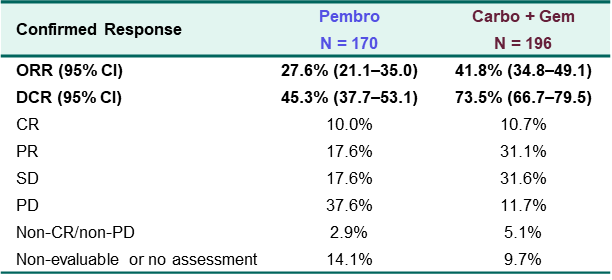 Confirmed Response Pembro Carbo + Gem
N = 170 N = 196
ORR (95% CI) 27.6% (21.1–35.0) 41.8% (34.8–49.1)
DCR (95% CI) 45.3% (37.7–53.1) 73.5% (66.7–79.5)
CR 10.0% 10.7%
PR 17.6% 31.1%
SD 17.6% 31.6%
PD 37.6% 11.7%
Non-CR/non-PD 2.9% 5.1%
Non-evaluable or no assessment 14.1% 9.7%